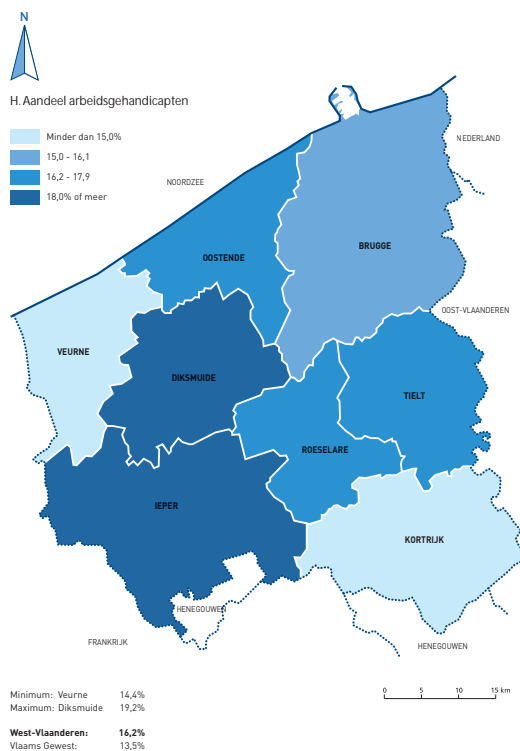 N
H. Aandeel arbeidsgehandicapten
Minder dan 15,0%
15,0 - 16,1
16,2 - 17,9
18,0% of meer
NEDERLAND
NOORDZEE
BRUGGE
OOSTENDE
OOST-VLAANDEREN
VEURNE
DIKSMUIDE
TIELT
ROESELARE
IEPER
KORTRIJK
HENEGOUWEN
FRANKRIJK
HENEGOUWEN
0 5 10 15 km
Minimum: Veurne 14,4%
Maximum: Diksmuide 19,2%
West-Vlaanderen: 16,2%
Vlaams Gewest: 13,5%